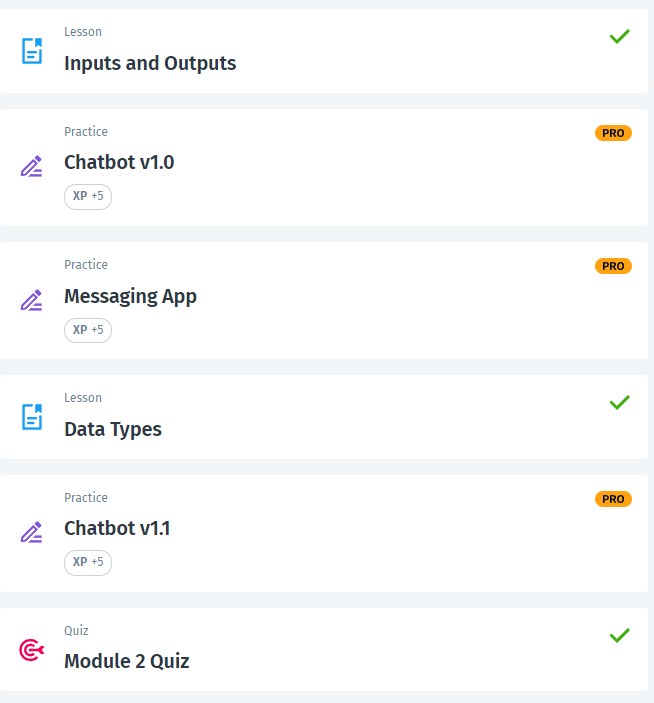 Lesson
Inputs and Outputs
Practice
PRO
Chatbot v1.0
XP +5
Practice
PRO
Messaging App
XP +5
Lesson
Data Types
Practice
PRO
Chatbot v1.1
XP +5
Quiz
Module 2 Quiz